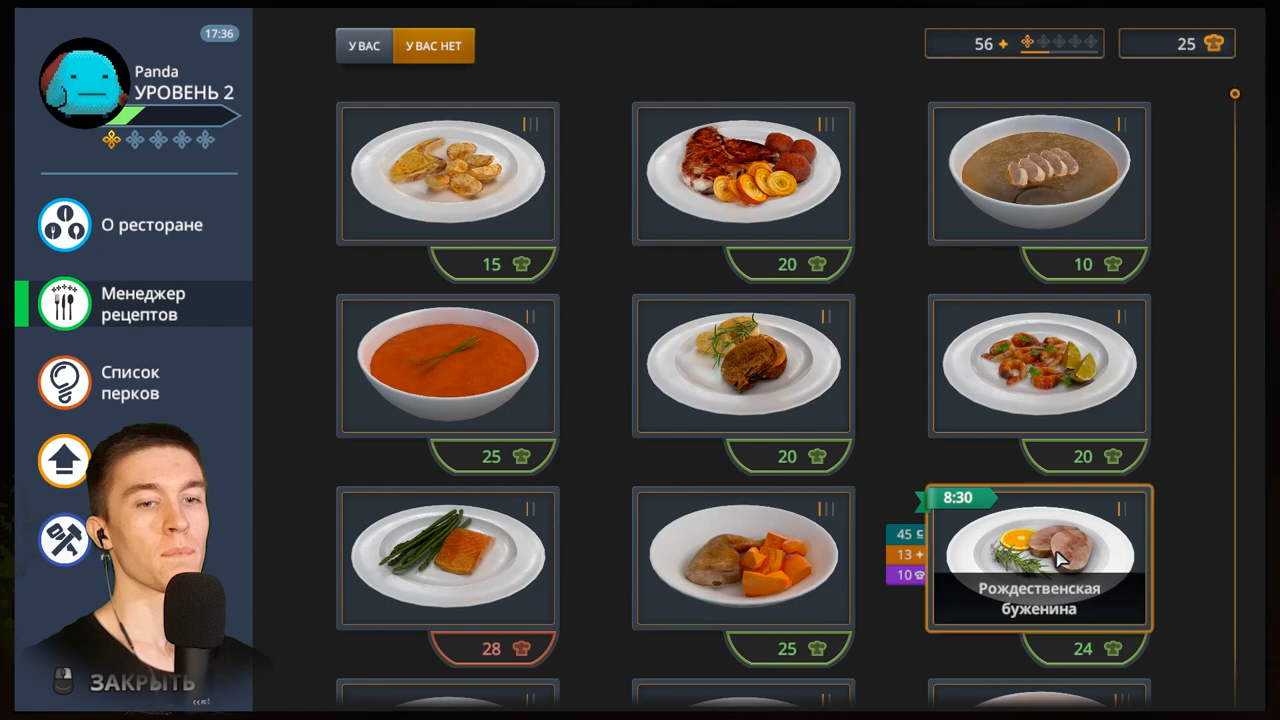 17:36
Panda
УРОВЕНЬ 2
О ресторане
Менеджер
рецептов
Список
перков
ЗАКРЫТЬ
У ВАС
У ВАС НЕТ
56
25
15
20
10
25
20
20
28
25
8:30
45
13 +
10
Рождественская
буженина
24